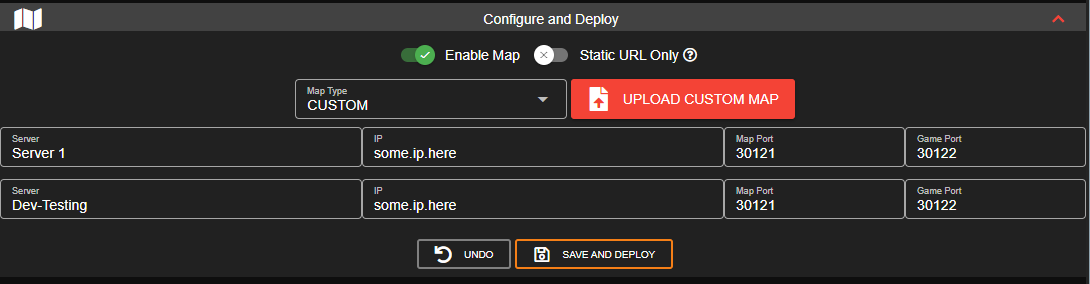 Configure and Deploy
Enable Map Static URL Only
Map Type
CUSTOM
UPLOAD CUSTOM MAP
Server IP Map Port Game Port
Server 1 some.ip.here 30121 30122
Server IP Map Port Game Port
Dev-Testing some.ip.here 30121 30122
UNDO SAVE AND DEPLOY